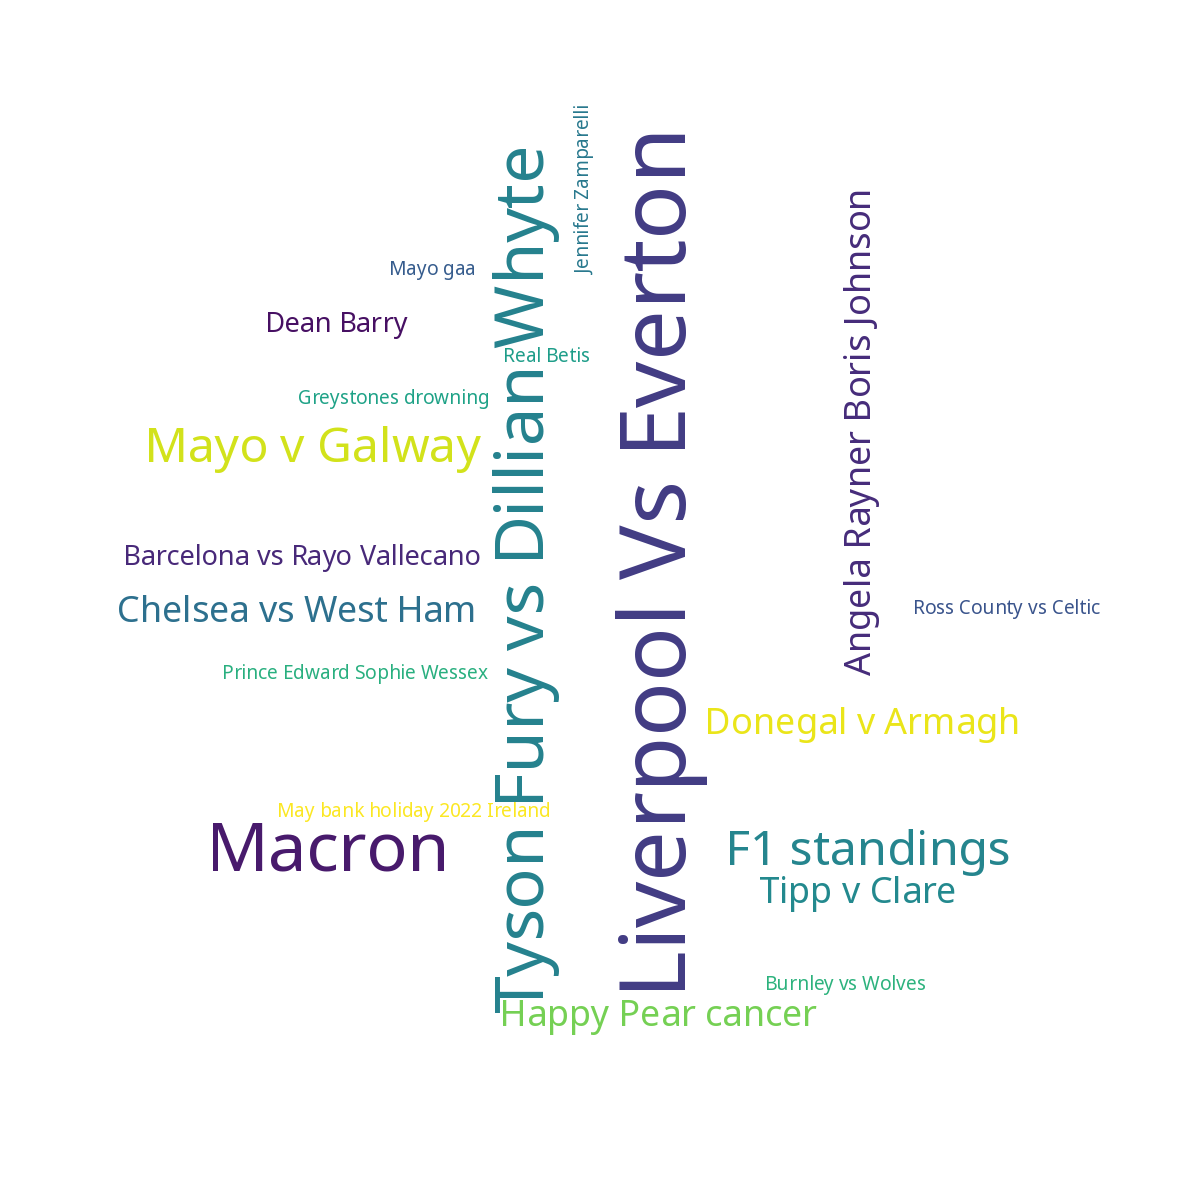 Jennifer Zamparelli
Tyson Fury vs Dillian Whyte
Liverpool Vs Everton
Angela Rayner Boris Johnson
Mayo gaa
Dean Barry
Real Betis
Greystones drowning
Mayo v Galway
Barcelona vs Rayo Vallecano
Chelsea vs West Ham
Ross County vs Celtic
Prince Edward Sophie Wessex
Donegal v Armagh
May bank holiday 2022 Ireland
Macron
F1 standings
Tipp v Clare
Burnley vs Wolves
Happy Pear cancer